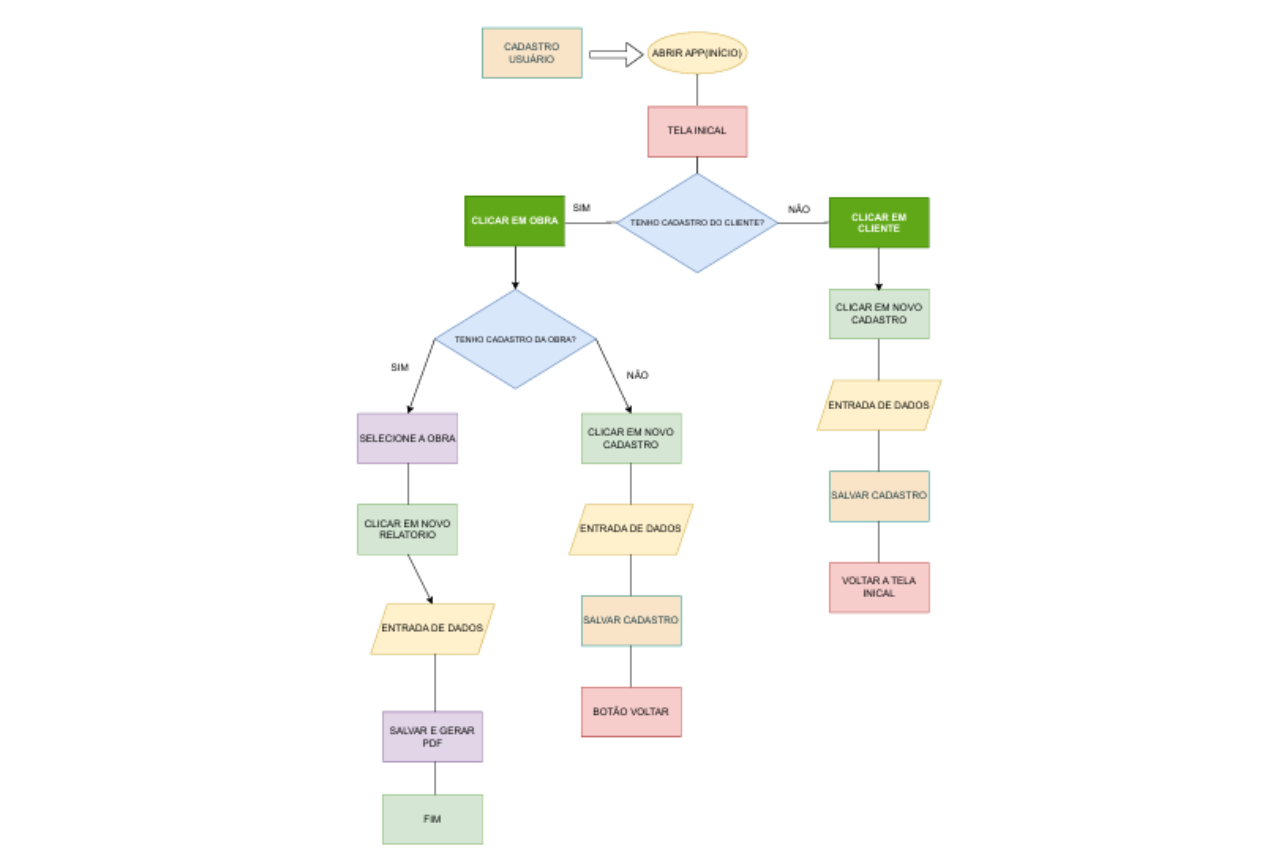 CADASTRO
USUÁRIO
ABRIR APP(INÍCIO)
TELA INICAL
SIM
NÃO
CLICAR EM OBRA
TENHO CADASTRO DO CLIENTE?
CLICAR EM
CLIENTE
CLICAR EM NOVO
CADASTRO
TENHO CADASTRO DA OBRA?
SIM
NÃO
ENTRADA DE DADOS
SELECIONE A OBRA
CLICAR EM NOVO
CADASTRO
SALVAR CADASTRO
CLICAR EM NOVO
RELATORIO
ENTRADA DE DADOS
VOLTAR A TELA
INICAL
ENTRADA DE DADOS
SALVAR CADASTRO
BOTÃO VOLTAR
SALVAR E GERAR
PDF
FIM